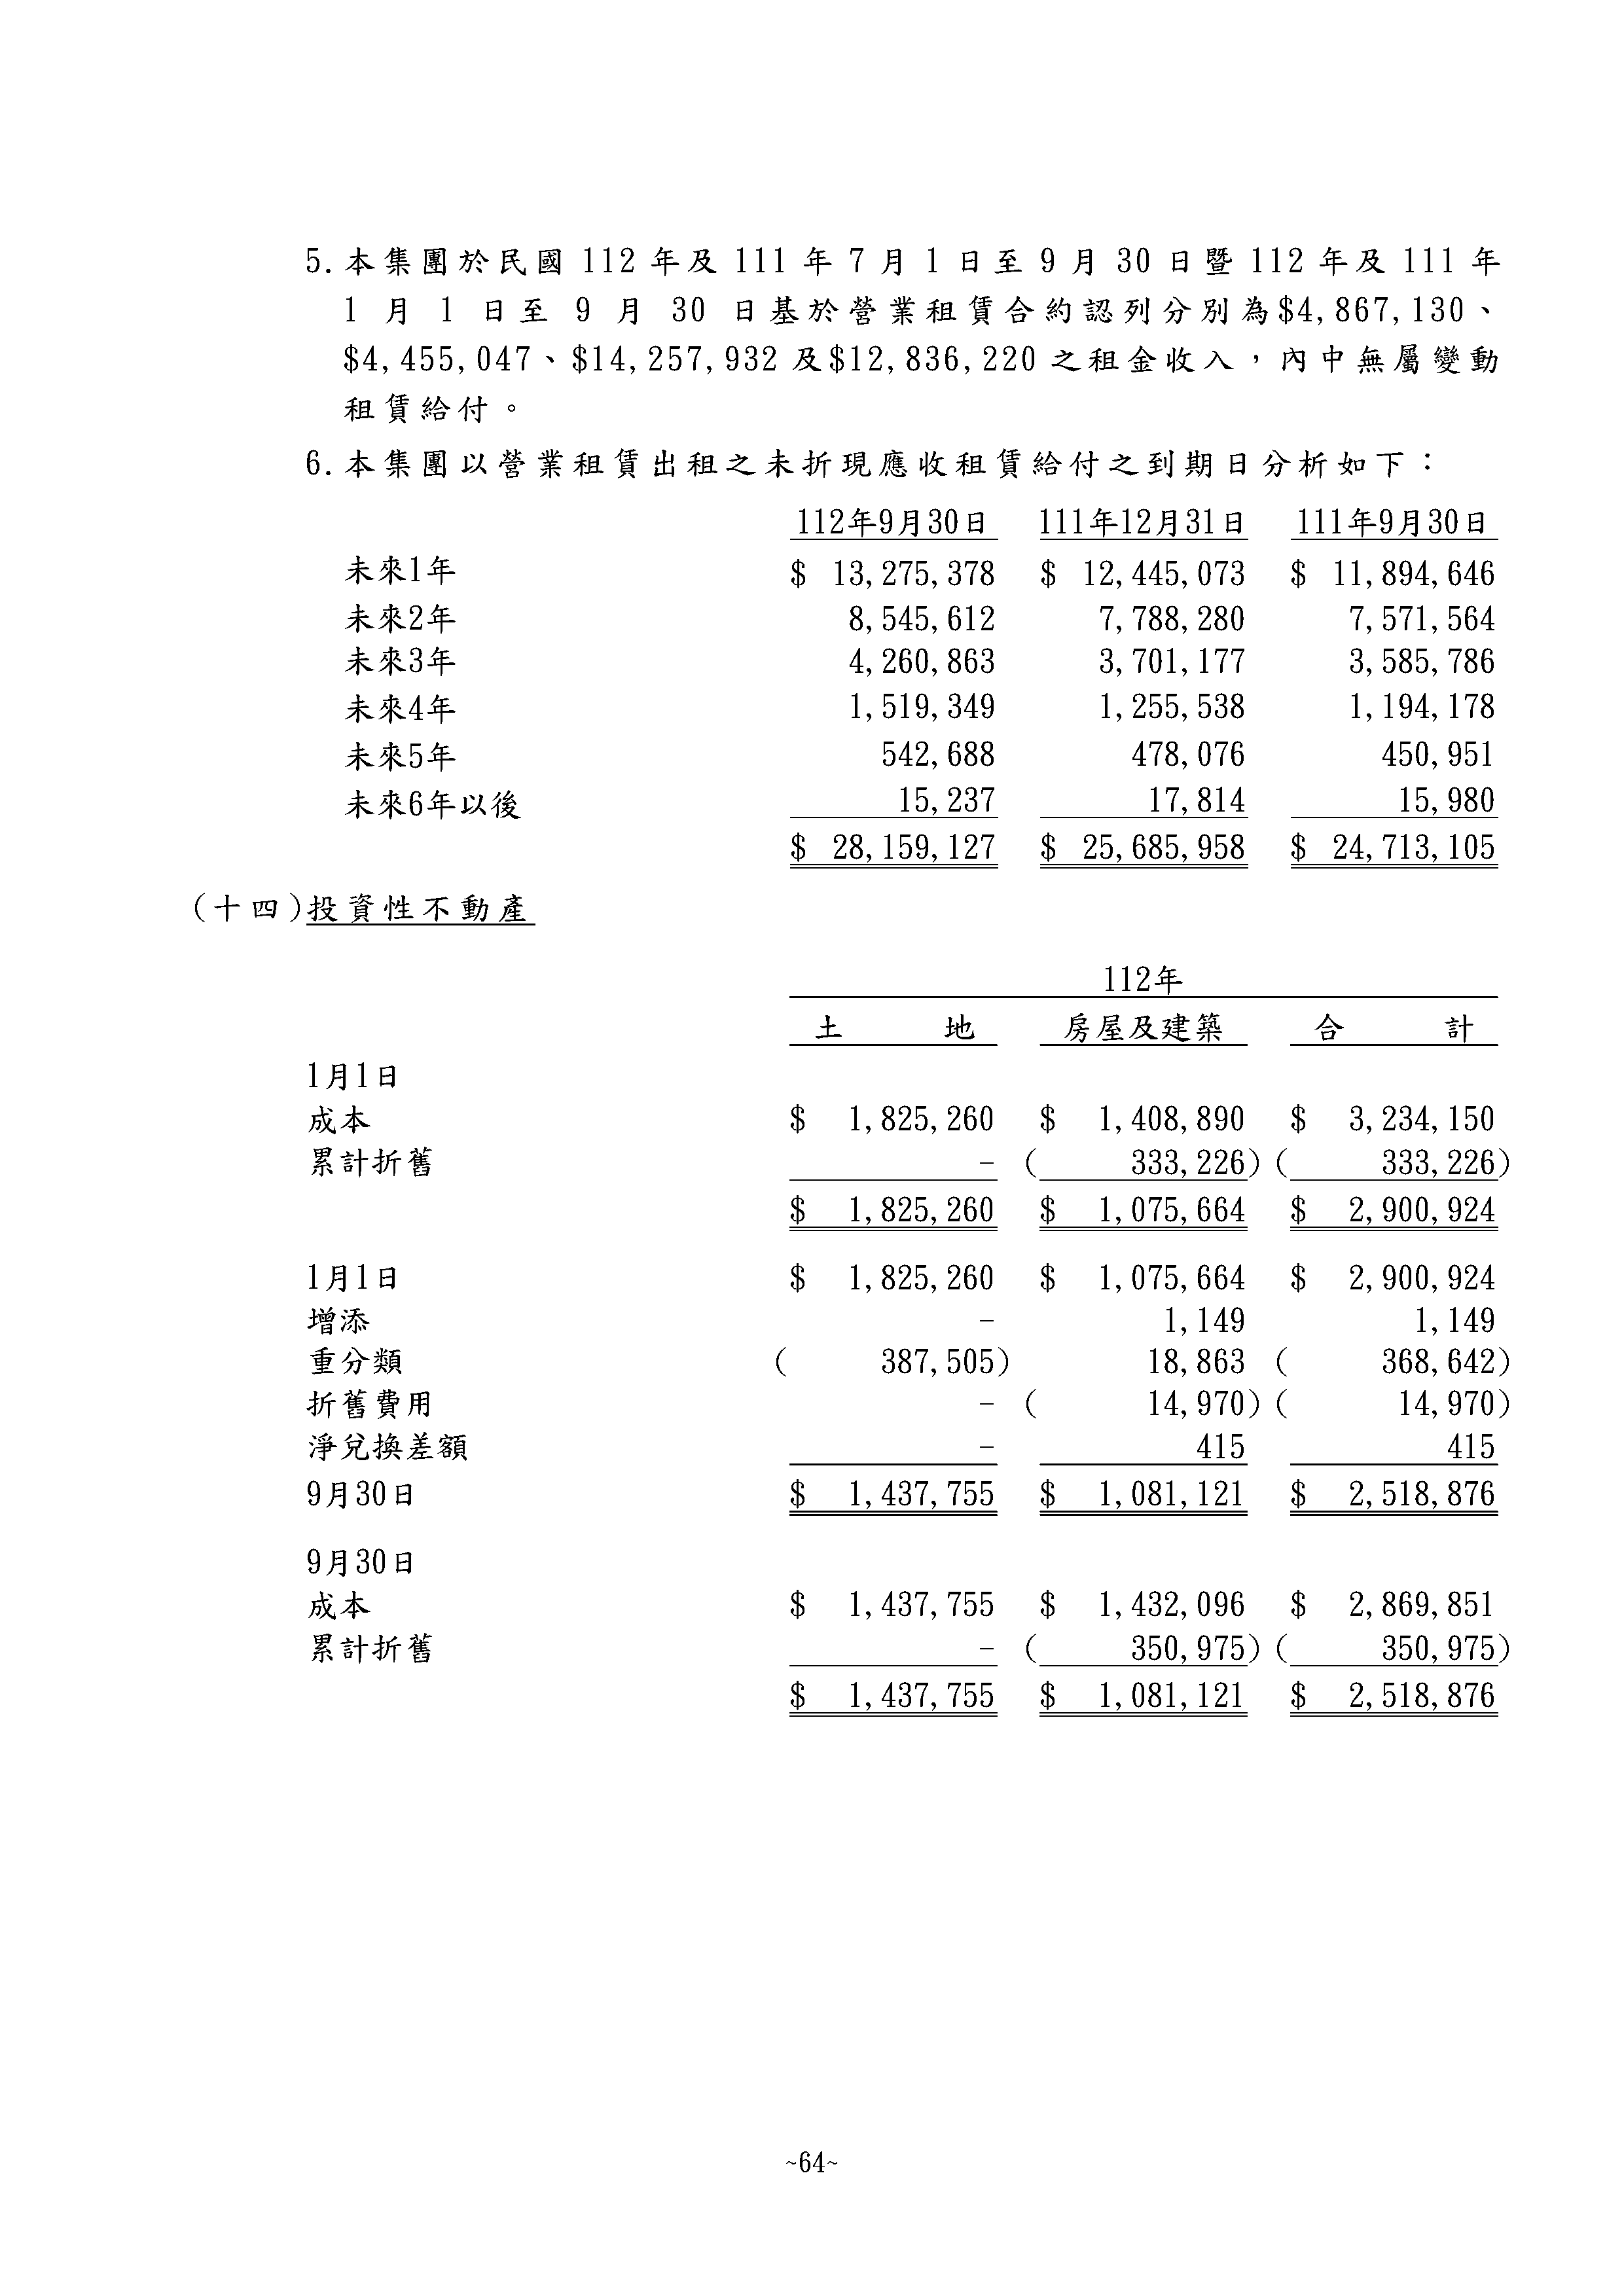 5.本集團於民國 112 年及 111 年 7 月 1 日至 9 月 30 日暨 112 年及 111 年
1 月 1 日至 9 月 30 日基於營業租賃合約認列分別為$4,867,130、
$4,455,047、$14,257,932 及$12,836,220 之租金收入，內中無屬變動
租賃給付。
6.本集團以營業租賃出租之未折現應收租賃給付之到期日分析如下：
112年9月30日 111年12月31日 111年9月30日
未來1年 $ 13,275,378 $ 12,445,073 $ 11,894,646
未來2年 8,545,612 7,788,280 7,571,564
未來3年 4,260,863 3,701,177 3,585,786
未來4年 1,519,349 1,255,538 1,194,178
未來5年 542,688 478,076 450,951
未來6年以後 15,237 17,814 15,980
$ 28,159,127 $ 25,685,958 $ 24,713,105
(十四)投資性不動產
112年
土 地 房屋及建築 合 計
1月1日
成本 $ 1,825,260 $ 1,408,890 $ 3,234,150
累計折舊 - ( 333,226) ( 333,226)
$ 1,825,260 $ 1,075,664 $ 2,900,924
1月1日 $ 1,825,260 $ 1,075,664 $ 2,900,924
增添 - 1,149 1,149
重分類 ( 387,505) 18,863 ( 368,642)
折舊費用 - ( 14,970) ( 14,970)
淨兌換差額 - 415 415
9月30日 $ 1,437,755 $ 1,081,121 $ 2,518,876
9月30日
成本 $ 1,437,755 $ 1,432,096 $ 2,869,851
累計折舊 - ( 350,975) ( 350,975)
$ 1,437,755 $ 1,081,121 $ 2,518,876
~64~